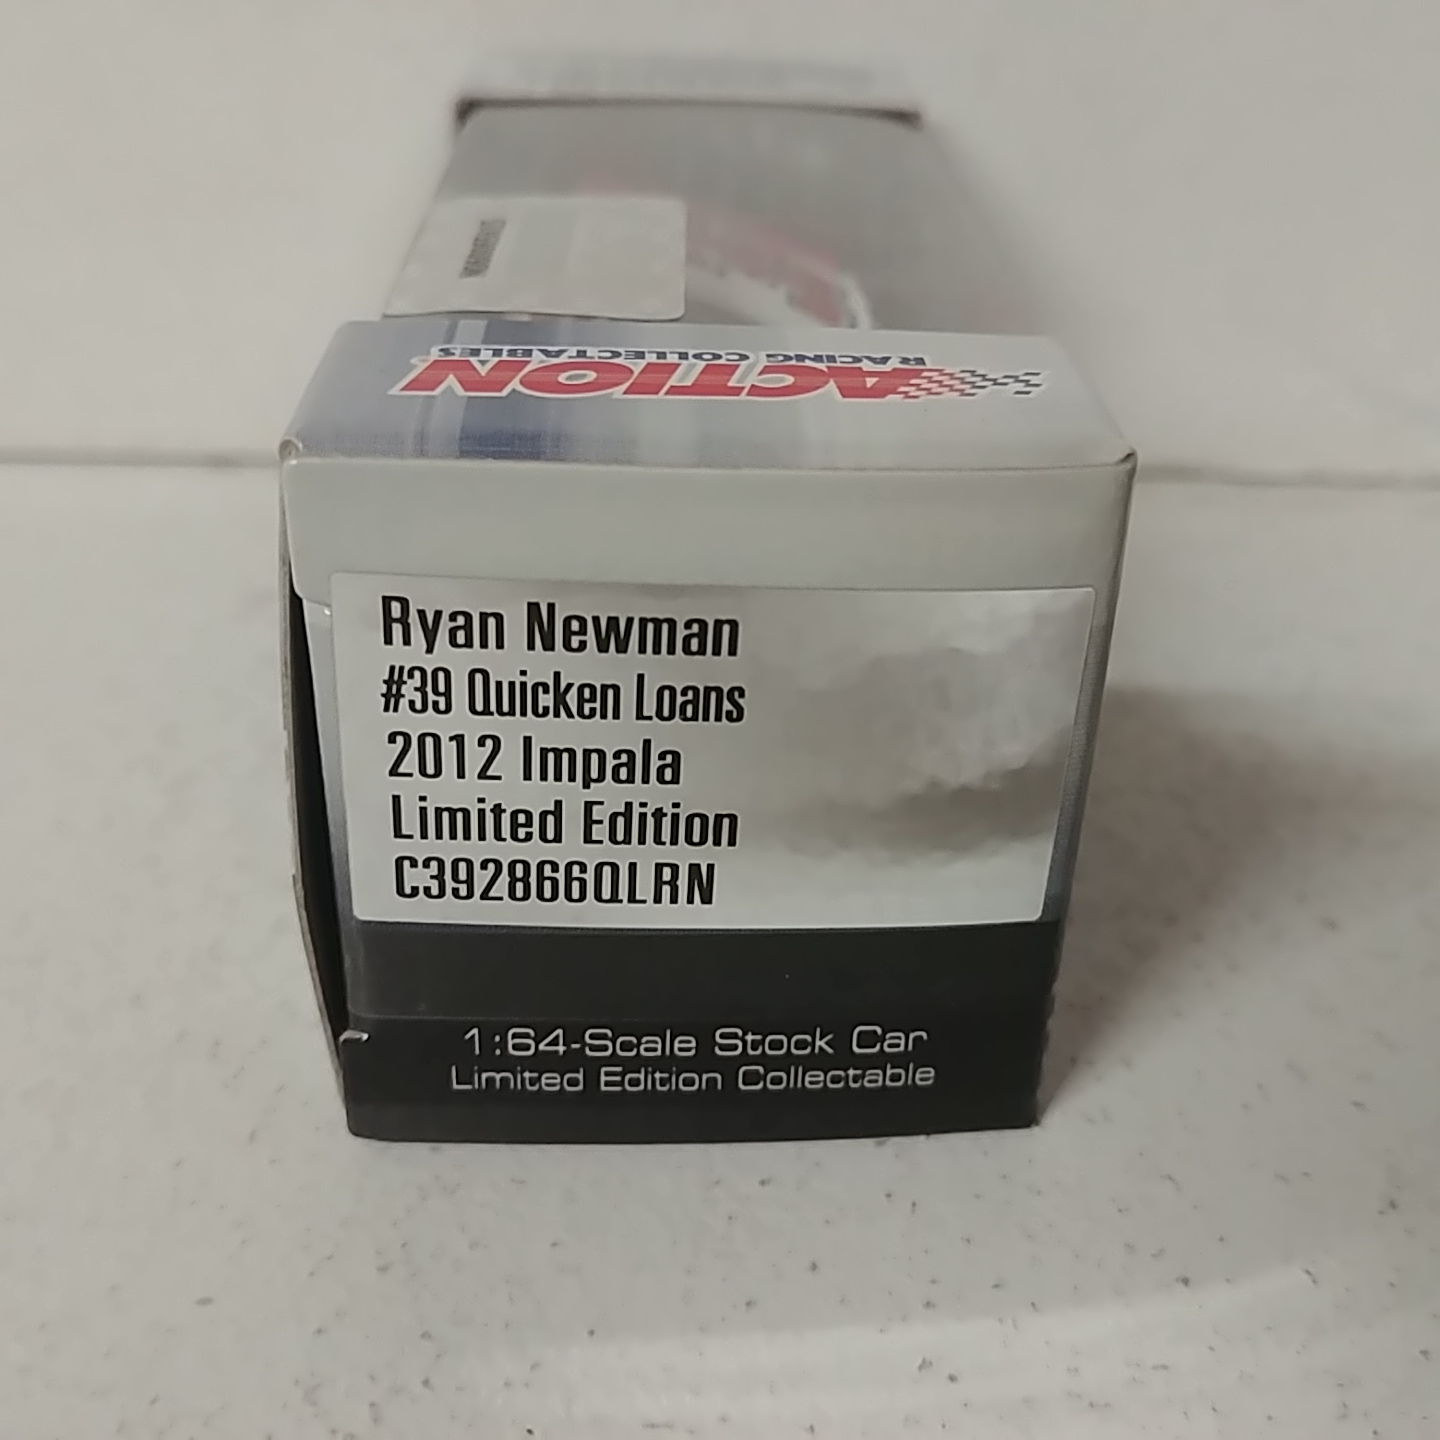 RACING COLLECTABLES
ACTION
Ryan Newman
#39 Quicken Loans
2012 Impala
Limited Edition
C392866QLRN
1:64-Scale Stock Car
Limited Edition Collectable